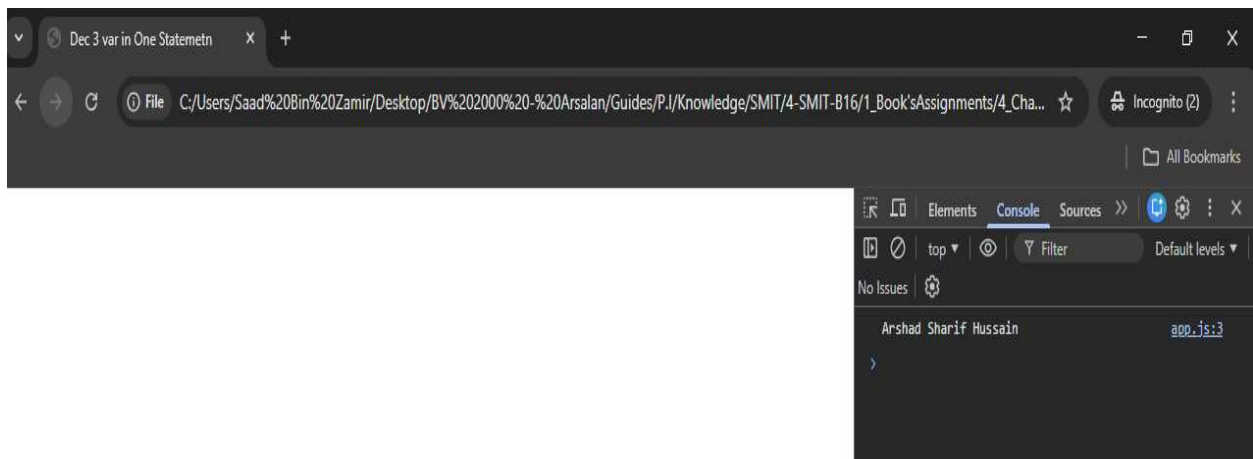 Dec 3 var in One Statemetn
File C:/Users/Saad%20Bin%20Zamir/Desktop/BV%202000%20-%20Arsalan/Guides/P.I/Knowledge/SMIT/4-SMIT-B16/1_Book'sAssignments/4_Cha... Incognito (2)
All Bookmarks
Elements Console Sources
top Filter Default levels
No Issues
Arshad Sharif Hussain app.js:3